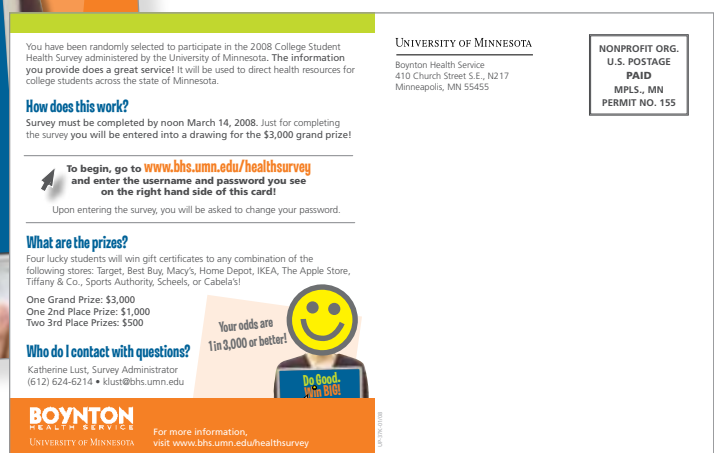 You have been randomly selected to participate in the 2008 College Student
Health Survey administered by the University of Minnesota. The information
you provide does a great service! It will be used to direct health resources for
college students across the state of Minnesota.
How does this work?
Survey must be completed by noon March 14, 2008. Just for completing
the survey you will be entered into a drawing for the $3,000 grand prize!
To begin, go to www.bhs.umn.edu/healthsurvey
and enter the username and password you see
on the right hand side of this card!
Upon entering the survey, you will be asked to change your password.
What are the prizes?
Four lucky students will win gift certificates to any combination of the
following stores: Target, Best Buy, Macy's, Home Depot, IKEA, The Apple Store,
Tiffany & Co., Sports Authority, Scheels, or Cabela's!
One Grand Prize: $3,000
One 2nd Place Prize: $1,000
Two 3rd Place Prizes: $500
Your odds are
1 in 3,000 or better!
Who do I contact with questions?
Katherine Lust, Survey Administrator
(612) 624-6214 • klust@bhs.umn.edu
Do Good.
Win BIG!
BOYNTON
HEALTH SERVICE
UNIVERSITY OF MINNESOTA
For more information,
visit www.bhs.umn.edu/healthsurvey
UNIVERSITY OF MINNESOTA
Boynton Health Service
410 Church Street S.E., N217
Minneapolis, MN 55455
NONPROFIT ORG.
U.S. POSTAGE
PAID
MPLS., MN
PERMIT NO. 155